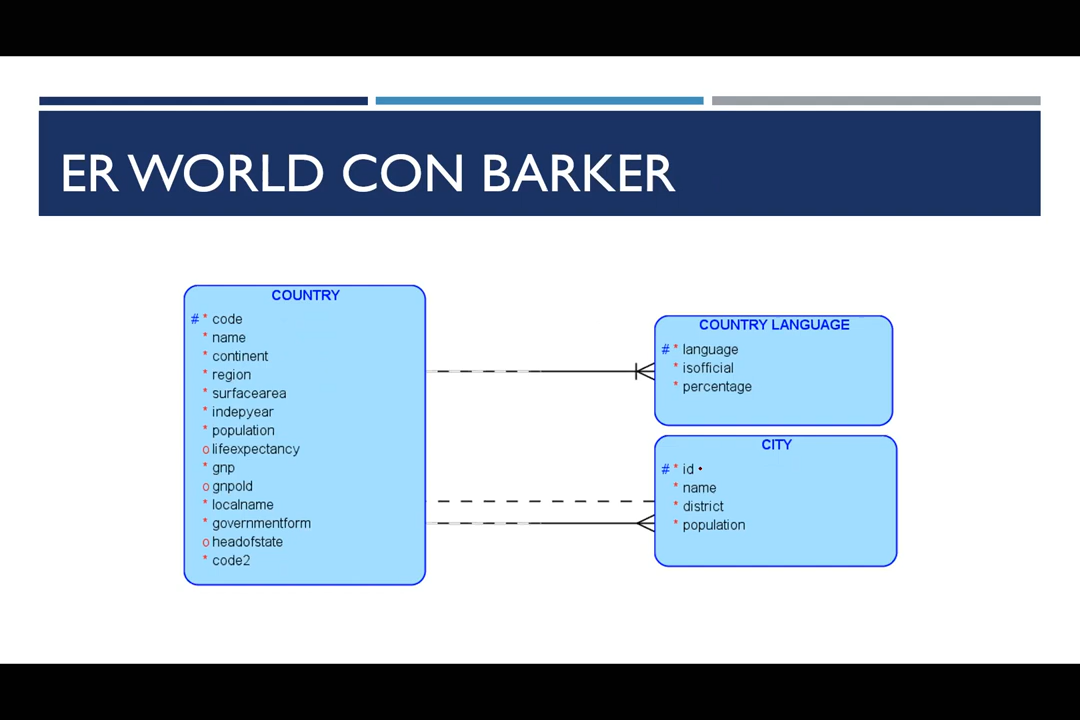 ER WORLD CON BARKER
COUNTRY
# * code
* name
* continent
* region
* surfacearea
* indepyear
* population
o lifeexpectancy
* gnp
o gnpold
* localname
* governmentform
o headofstate
* code2
COUNTRY LANGUAGE
# * language
* isofficial
* percentage
CITY
# * id
* name
* district
* population